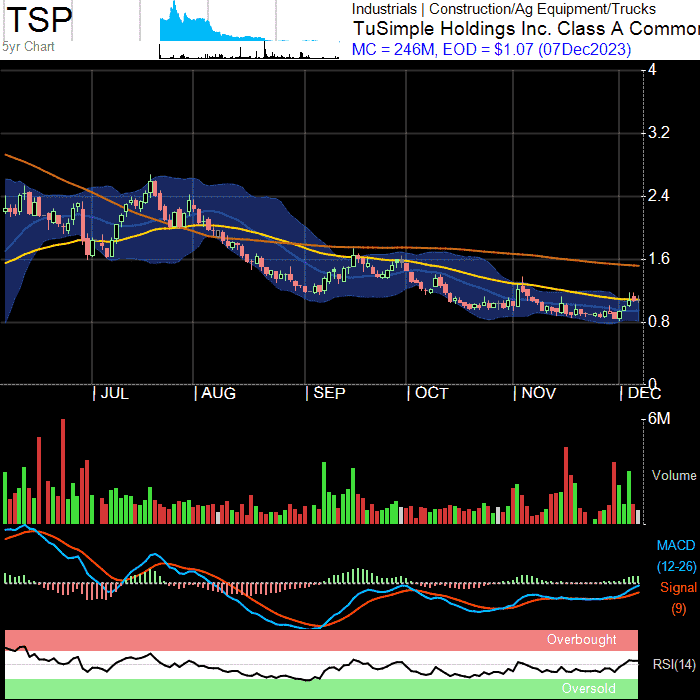 TSP
5yr Chart
Industrials | Construction/Ag Equipment/Trucks
TuSimple Holdings Inc. Class A Common
MC = 246M, EOD = $1.07 (07Dec2023)
4
3.2
2.4
1.6
0.8
0
| JUL
| AUG
| SEP
| OCT
| NOV
| DEC
6M
Volume
MACD
(12-26)
Signal
(9)
Overbought
RSI(14)
Oversold